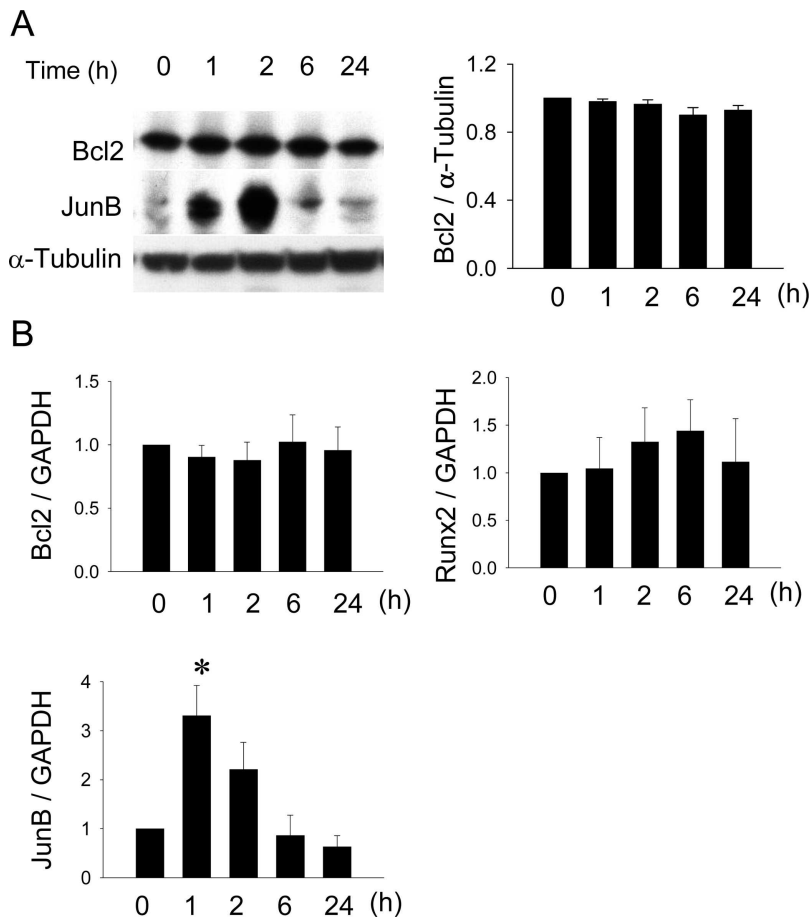 A
Time (h) 0 1 2 6 24
Bcl2
JunB
α-Tubulin
Bcl2 / α-Tubulin
1.2
0.8
0.4
0.0
0 1 2 6 24 (h)
B
Bcl2 / GAPDH
1.5
1.0
0.5
0.0
0 1 2 6 24 (h)
Runx2 / GAPDH
2.0
1.5
1.0
0.5
0.0
0 1 2 6 24 (h)
JunB / GAPDH
4
3
2
1
0
*
0 1 2 6 24 (h)